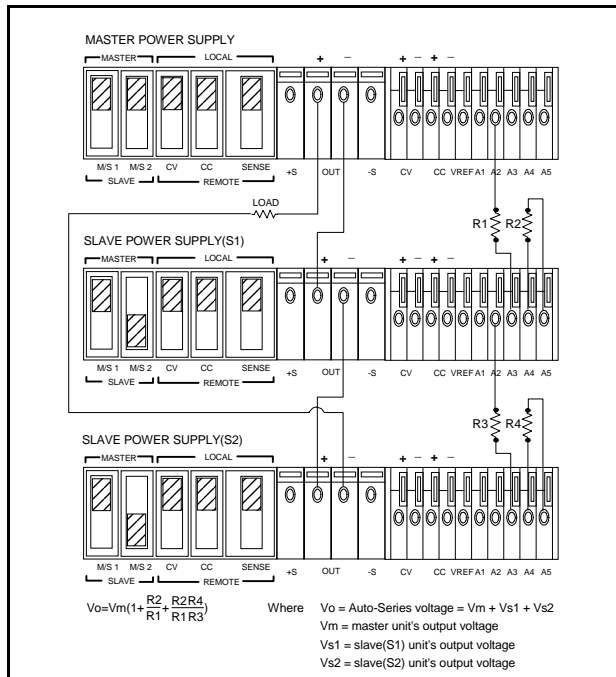 MASTER POWER SUPPLY
MASTER LOCAL + – + – + –
M/S 1 M/S 2 CV CC SENSE +S OUT -S CV CC VREF A1 A2 A3 A4 A5
SLAVE REMOTE
LOAD
R1 R2
SLAVE POWER SUPPLY(S1)
MASTER LOCAL + – + – + –
M/S 1 M/S 2 CV CC SENSE +S OUT -S CV CC VREF A1 A2 A3 A4 A5
SLAVE REMOTE
R3 R4
SLAVE POWER SUPPLY(S2)
MASTER LOCAL + – + – + –
M/S 1 M/S 2 CV CC SENSE +S OUT -S CV CC VREF A1 A2 A3 A4 A5
SLAVE REMOTE
Vo=Vm(1+R2/R1+R2R4/R1R3) Where Vo = Auto-Series voltage = Vm + Vs1 + Vs2
Vm = master unit's output voltage
Vs1 = slave(S1) unit's output voltage
Vs2 = slave(S2) unit's output voltage